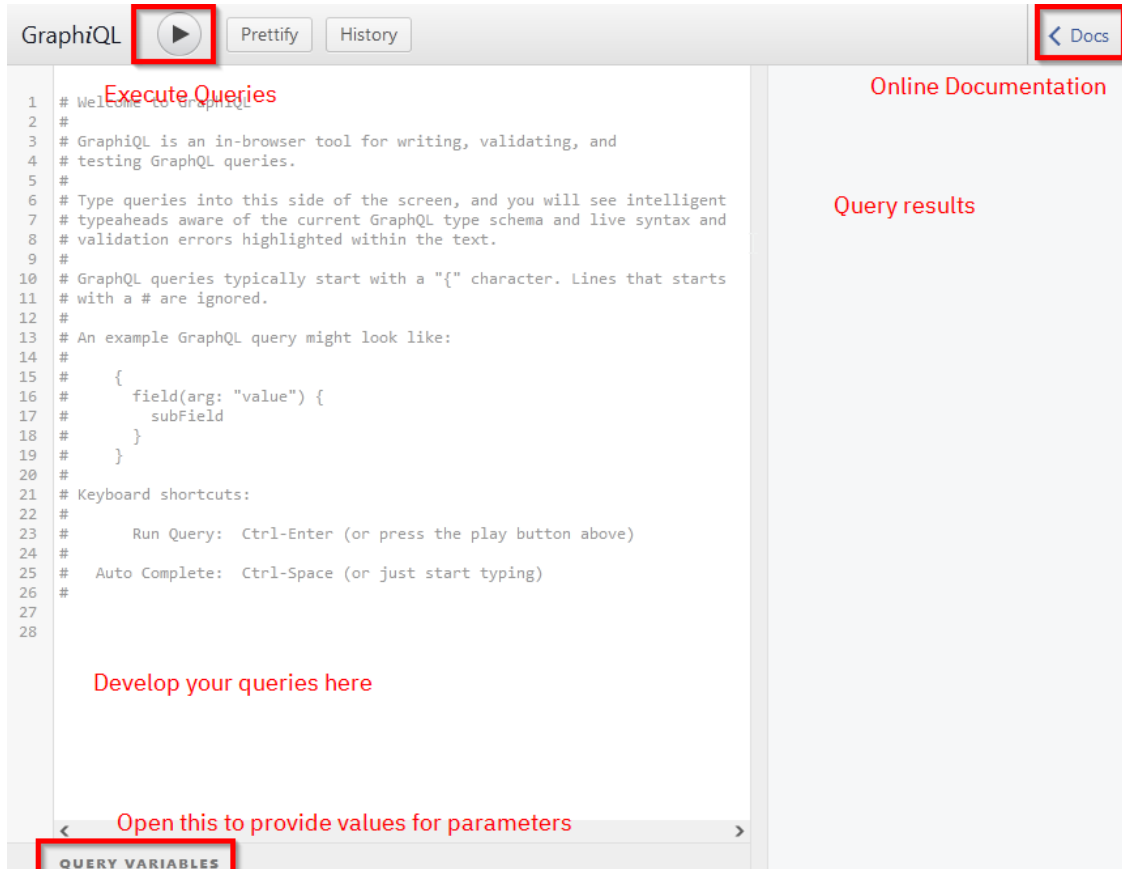 GraphiQL
Prettify
History
Docs
Execute Queries
Online Documentation
Query results
1 # Welcome to GraphiQL
2 #
3 # GraphiQL is an in-browser tool for writing, validating, and
4 # testing GraphQL queries.
5 #
6 # Type queries into this side of the screen, and you will see intelligent
7 # typeaheads aware of the current GraphQL type schema and live syntax and
8 # validation errors highlighted within the text.
9 #
10 # GraphQL queries typically start with a "{" character. Lines that starts
11 # with a # are ignored.
12 #
13 # An example GraphQL query might look like:
14 #
15 #     {
16 #       field(arg: "value") {
17 #         subField
18 #       }
19 #     }
20 #
21 # Keyboard shortcuts:
22 #
23 #       Run Query:  Ctrl-Enter (or press the play button above)
24 #
25 #   Auto Complete:  Ctrl-Space (or just start typing)
26 #
27
28
Develop your queries here
Open this to provide values for parameters
QUERY VARIABLES